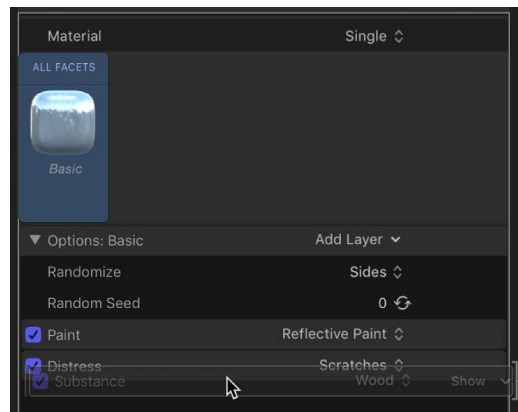 Material Single
ALL FACETS
Basic
Options: Basic Add Layer
Randomize Sides
Random Seed 0
Paint Reflective Paint
Distress Scratches
Substance Wood Show